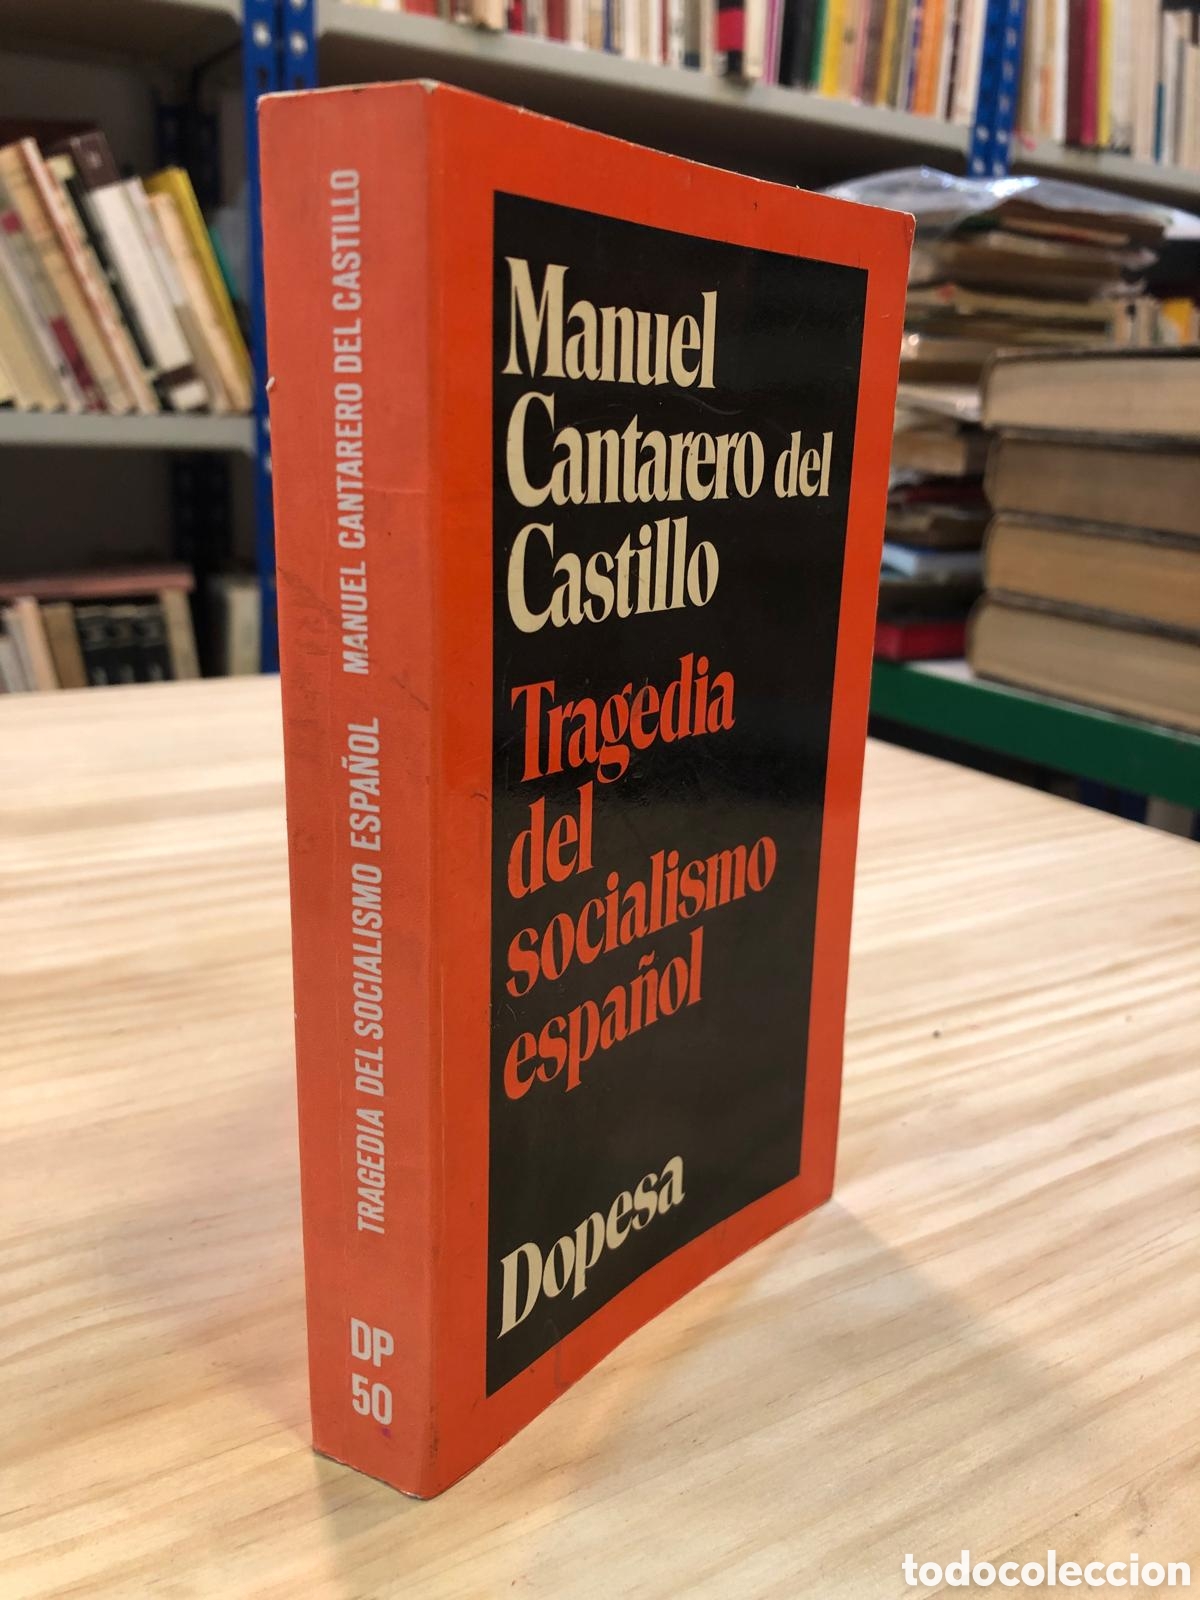 TRAGEDIA DEL SOCIALISMO ESPAÑOL MANUEL CANTARERO DEL CASTILLO
DP
50
Manuel
Cantarero del
Castillo
Tragedia
del
socialismo
español
Dopesa
todocoleccion